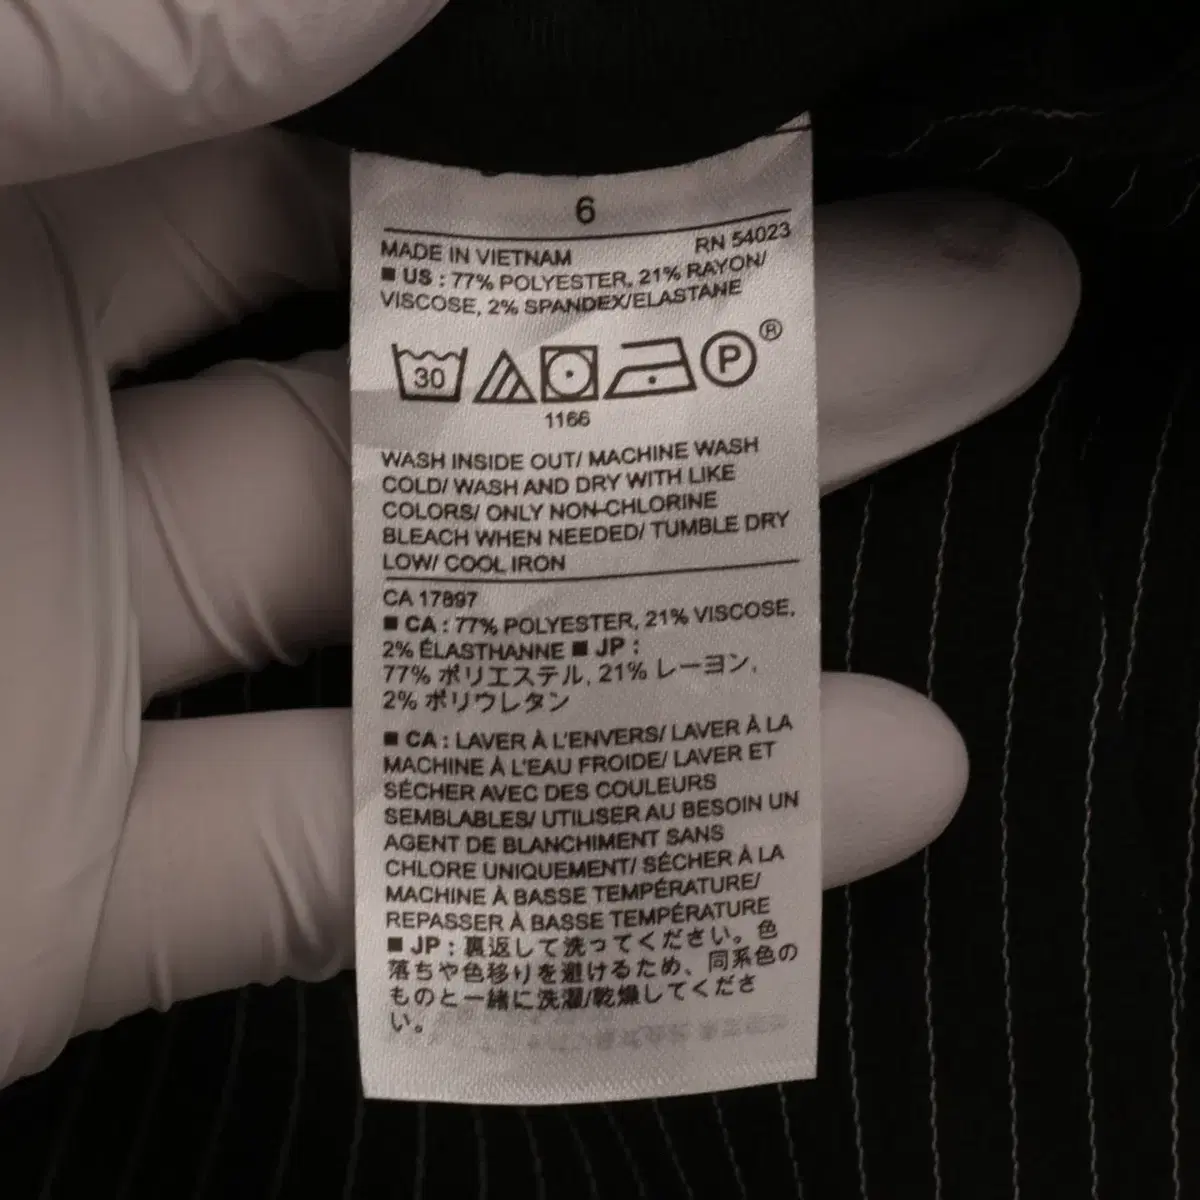 6
MADE IN VIETNAM RN 54023
■ US : 77% POLYESTER, 21% RAYON/
VISCOSE, 2% SPANDEX/ELASTANE
30 P ®
1166
WASH INSIDE OUT/ MACHINE WASH
COLD/ WASH AND DRY WITH LIKE
COLORS/ ONLY NON-CHLORINE
BLEACH WHEN NEEDED/ TUMBLE DRY
LOW/ COOL IRON
CA 17897
■ CA : 77% POLYESTER, 21% VISCOSE,
2% ÉLASTHANNE ■ JP :
77% ポリエステル, 21% レーヨン,
2% ポリウレタン
■ CA : LAVER À L'ENVERS/ LAVER À LA
MACHINE À L'EAU FROIDE/ LAVER ET
SÉCHER AVEC DES COULEURS
SEMBLABLES/ UTILISER AU BESOIN UN
AGENT DE BLANCHIMENT SANS
CHLORE UNIQUEMENT/ SÉCHER À LA
MACHINE À BASSE TEMPÉRATURE/
REPASSER À BASSE TEMPÉRATURE
■ JP : 裏返して洗ってください。色
落ちや色移りを避けるため、同系色の
ものと一緒に洗濯/乾燥してくださ
い。